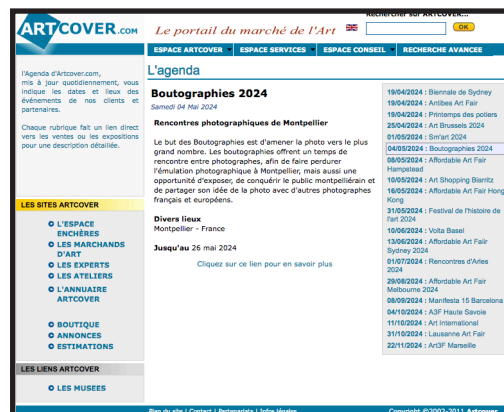 Rechercher sur ARTCOVER...
ARTCOVER.COM
Le portail du marché de l'Art
OK
ESPACE ARTCOVER
ESPACE SERVICES
ESPACE CONSEIL
RECHERCHE AVANCEE
l'Agenda d'Artcover.com,
mis à jour quotidennement, vous
indique les dates et lieux des
événements de nos clients et
partenaires.
Chaque rubrique fait un lien direct
vers les ventes ou les expositions
pour une description détaillée.
LES SITES ARTCOVER
L'ESPACE
ENCHÈRES
LES MARCHANDS
D'ART
LES EXPERTS
LES ATELIERS
L'ANNUAIRE
ARTCOVER
BOUTIQUE
ANNONCES
ESTIMATIONS
LES LIENS ARTCOVER
LES MUSEES
L'agenda
Boutographies 2024
Samedi 04 Mai 2024
Rencontres photographiques de Montpellier
Le but des Boutographies est d'amener la photo vers le plus
grand nombre. Les boutographies offrent un temps de
rencontre entre photographes, afin de faire perdurer
l'émulation photographique à Montpellier, mais aussi une
opportunité d'exposer, de conquérir le public montpelliérain et
de partager son idée de la photo avec d'autres photographes
français et européens.
Divers lieux
Montpellier - France
Jusqu'au 26 mai 2024
Cliquez sur ce lien pour en savoir plus
19/04/2024 : Biennale de Sydney
19/04/2024 : Antibes Art Fair
19/04/2024 : Printemps des potiers
25/04/2024 : Art Brussels 2024
01/05/2024 : Sm'art 2024
04/05/2024 : Boutographies 2024
08/05/2024 : Affordable Art Fair
Hampstead
10/05/2024 : Art Shopping Biarritz
16/05/2024 : Affordable Art Fair Hong
Kong
31/05/2024 : Festival de l'histoire de
l'art 2024
10/06/2024 : Volta Basel
13/06/2024 : Affordable Art Faiir
Sydney 2024
01/07/2024 : Rencontres d'Arles
2024
29/08/2024 : Affordable Art Fair
Melbourne 2024
08/09/2024 : Manifesta 15 Barcelona
04/10/2024 : A3F Haute Savoie
11/10/2024 : Art International
31/10/2024 : Lausanne Art Fair
22/11/2024 : Art3F Marseille
Plan du site | Contact | Partenariats | Infos légales
Copyright ©2002-2011 Artcover